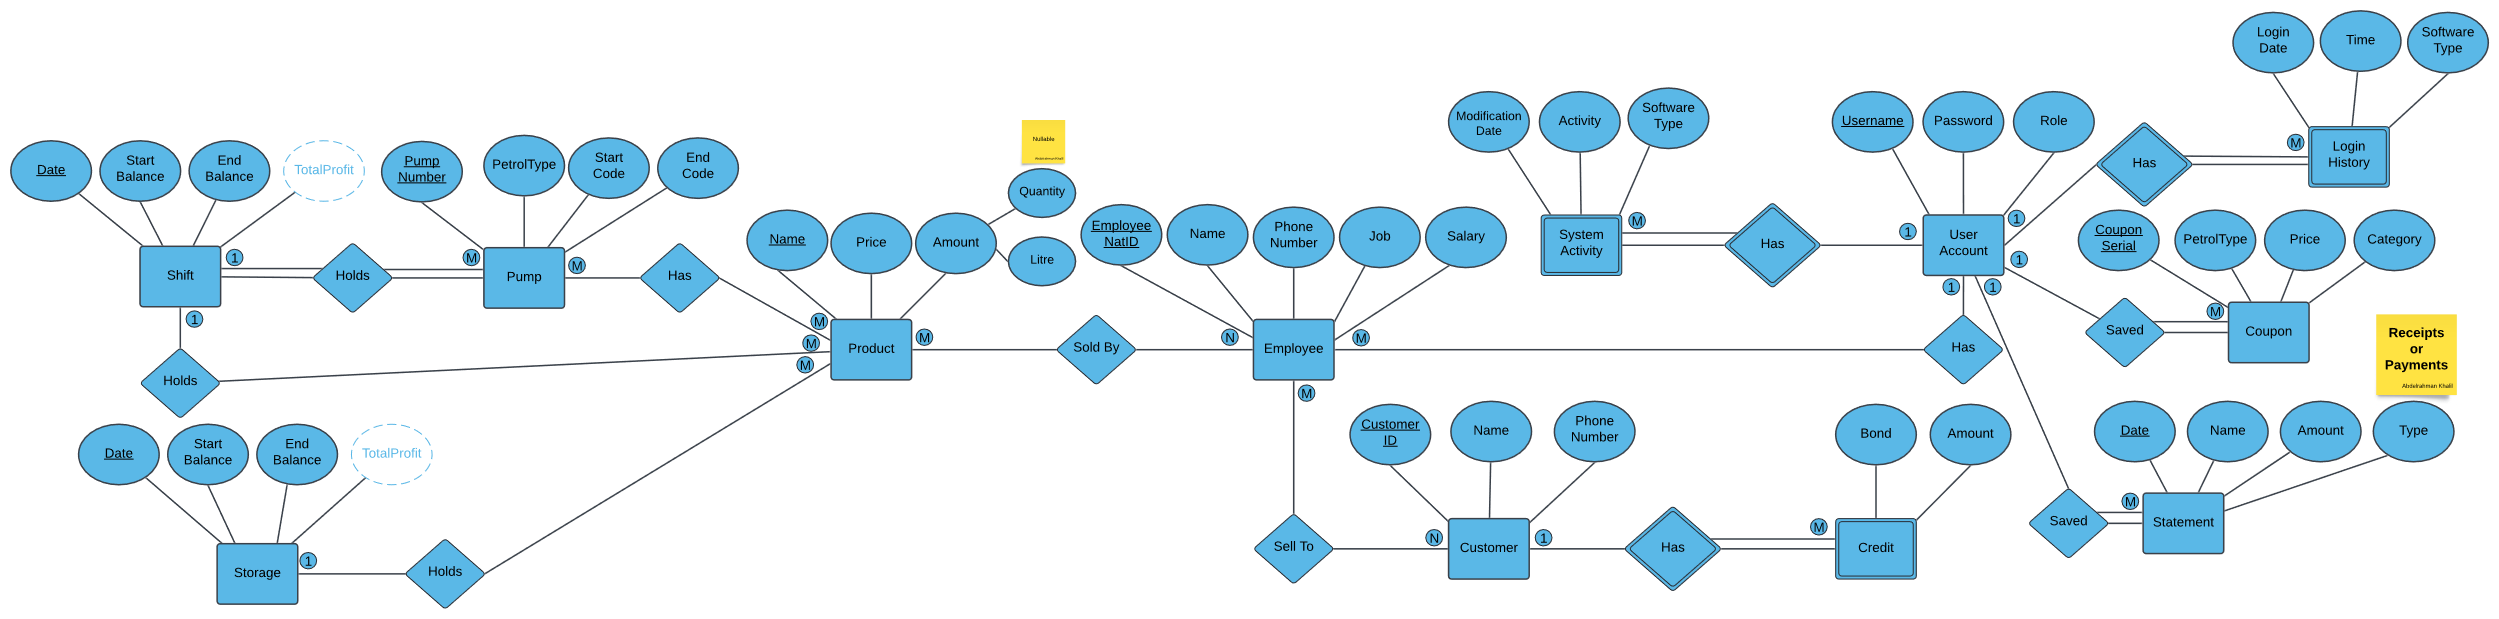 Login
Date
Time
Software
Type
Modification
Date
Activity
Software
Type
Username
Password
Role
Nullable
Abdelrahman Khalil
Date
Start
Balance
End
Balance
TotalProfit
Pump
Number
PetrolType
Start
Code
End
Code
Quantity
Has
M
Login
History
Name
Price
Amount
Litre
Employee
NatID
Name
Phone
Number
Job
Salary
System
Activity
M
Has
1
User
Account
1
1
Coupon
Serial
PetrolType
Price
Category
Shift
1
Holds
M
Pump
M
Has
1
1
1
Holds
M
M
M
Product
M
Sold By
N
Employee
M
Has
Saved
M
Coupon
Receipts
or
Payments
Abdelrahman Khalil
M
Date
Start
Balance
End
Balance
TotalProfit
Customer
ID
Name
Phone
Number
Bond
Amount
Date
Name
Amount
Type
Storage
1
Holds
Sell To
N
Customer
1
Has
M
Credit
Saved
M
Statement